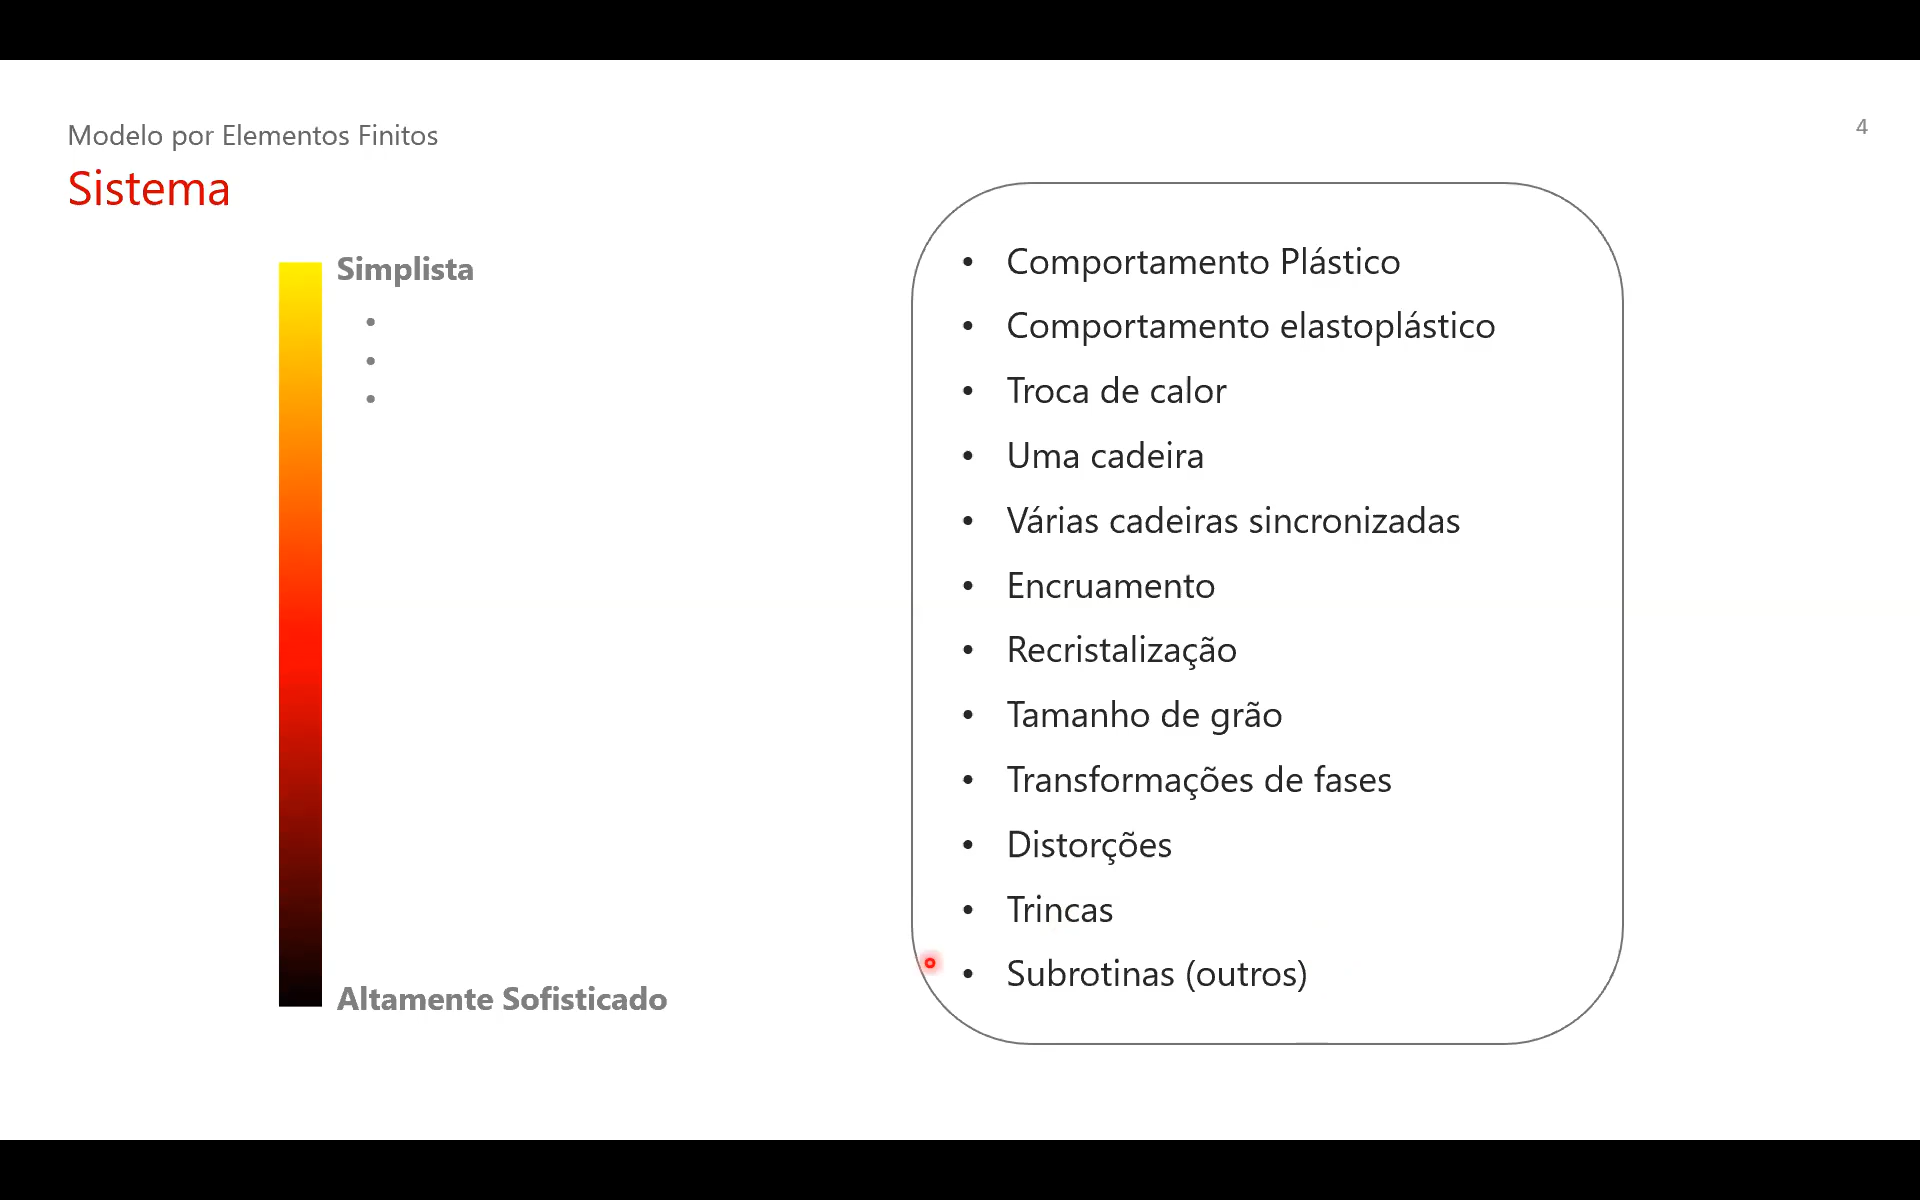 Modelo por Elementos Finitos
4
Sistema
Simplista
•
•
•
Altamente Sofisticado
• Comportamento Plástico
• Comportamento elastoplástico
• Troca de calor
• Uma cadeira
• Várias cadeiras sincronizadas
• Encruamento
• Recristalização
• Tamanho de grão
• Transformações de fases
• Distorções
• Trincas
• Subrotinas (outros)